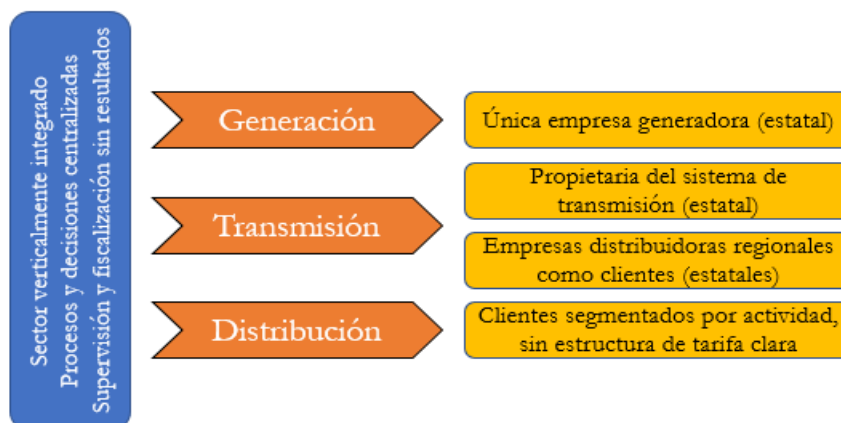 Sector verticalmente integrado
Procesos y decisiones centralizadas
Supervisión y fiscalización sin resultados
Generación
Única empresa generadora (estatal)
Transmisión
Propietaria del sistema de
transmisión (estatal)
Empresas distribuidoras regionales
como clientes (estatales)
Distribución
Clientes segmentados por actividad,
sin estructura de tarifa clara